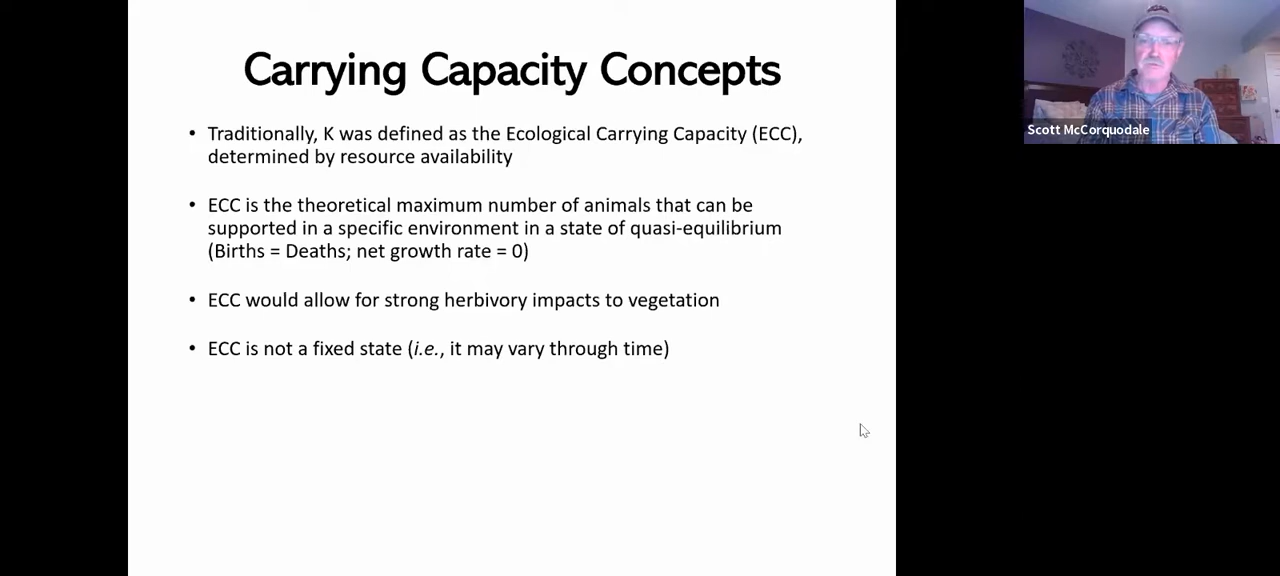 Carrying Capacity Concepts
• Traditionally, K was defined as the Ecological Carrying Capacity (ECC),
determined by resource availability
• ECC is the theoretical maximum number of animals that can be
supported in a specific environment in a state of quasi-equilibrium
(Births = Deaths; net growth rate = 0)
• ECC would allow for strong herbivory impacts to vegetation
• ECC is not a fixed state (i.e., it may vary through time)
Scott McCorquodale